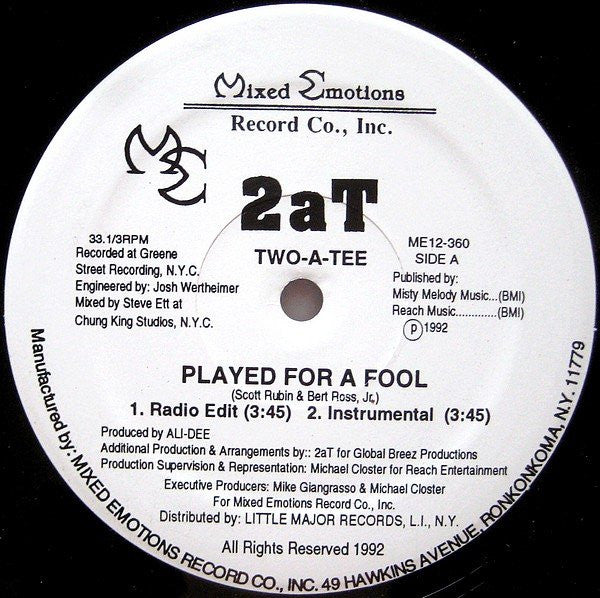 Mixed Emotions
Record Co., Inc.
ME
2aT
TWO-A-TEE
33.1/3RPM
Recorded at Greene
Street Recording, N.Y.C.
Engineered by: Josh Wertheimer
Mixed by Steve Ett at
Chung King Studios, N.Y.C.
ME12-360
SIDE A
Published by:
Misty Melody Music...(BMI)
Reach Music.............(BMI)
℗1992
PLAYED FOR A FOOL
(Scott Rubin & Bert Ross, Jr.,)
1. Radio Edit (3:45) 2. Instrumental (3:45)
Produced by ALI-DEE
Additional Production & Arrangements by:: 2aT for Global Breez Productions
Production Supervision & Representation: Michael Closter for Reach Entertainment
Executive Producers: Mike Giangrasso & Michael Closter
For Mixed Emotions Record Co., Inc.
Distributed by: LITTLE MAJOR RECORDS, L.I., N.Y.
All Rights Reserved 1992
Manufactured by: MIXED EMOTIONS RECORD CO., INC. 49 HAWKINS AVENUE, RONKONKOMA, N.Y. 11779